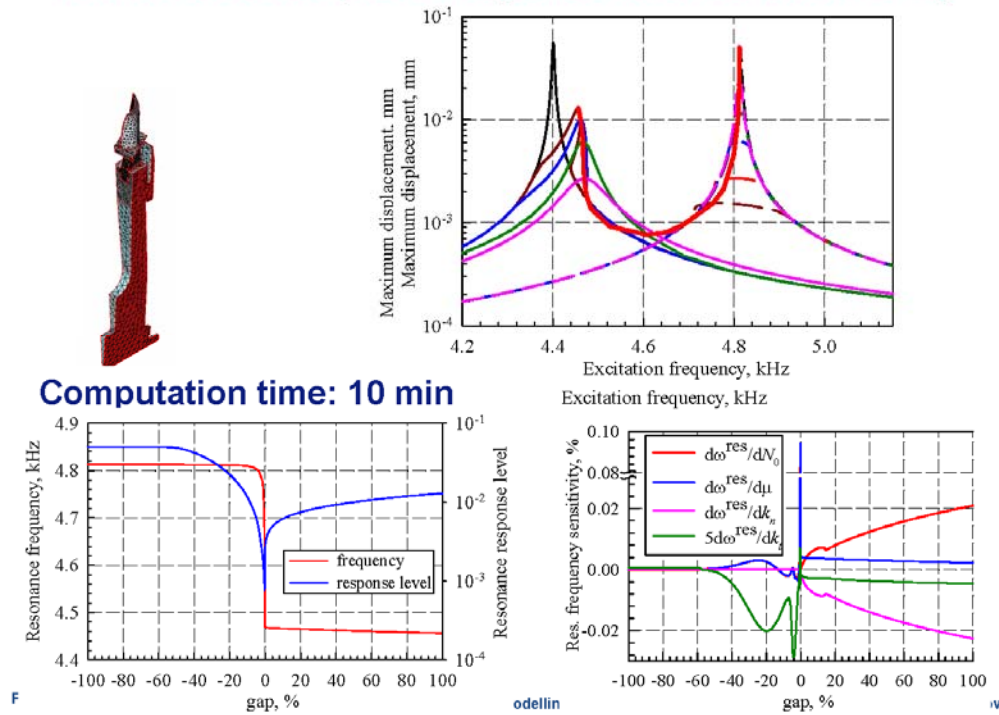 Maximum displacement. mm
Maximum displacement, mm
10⁻¹
10⁻²
10⁻³
10⁻⁴
4.2
4.4
4.6
4.8
5.0
Excitation frequency, kHz
Excitation frequency, kHz
Computation time: 10 min
Resonance frequency, kHz
4.9
4.8
4.7
4.6
4.5
4.4
frequency
response level
10⁻¹
10⁻²
10⁻³
10⁻⁴
Resonance response level
-100 -80 -60 -40 -20 0 20 40 60 80 100
gap, %
Res. frequency sensitivity, %
0.10
0.08
0.02
0.00
-0.02
dω^res/dN₀
dω^res/dμ
dω^res/dkₙ
5dω^res/dk
-100 -80 -60 -40 -20 0 20 40 60 80 100
gap, %
F
odellin